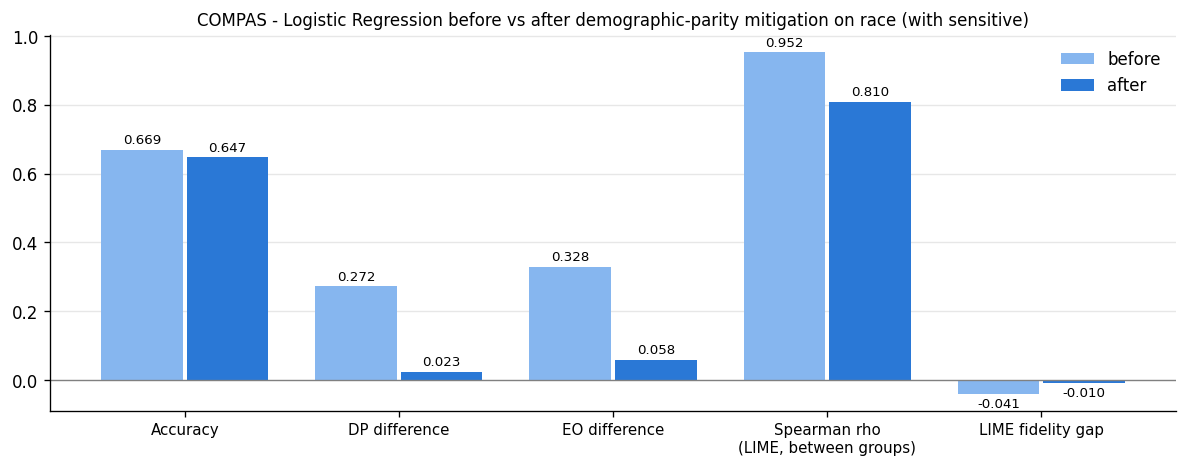 COMPAS - Logistic Regression before vs after demographic-parity mitigation on race (with sensitive)
1.0
0.8
0.6
0.4
0.2
0.0
before
after
0.669
0.647
0.272
0.023
0.328
0.058
0.952
0.810
-0.041
-0.010
Accuracy
DP difference
EO difference
Spearman rho
(LIME, between groups)
LIME fidelity gap